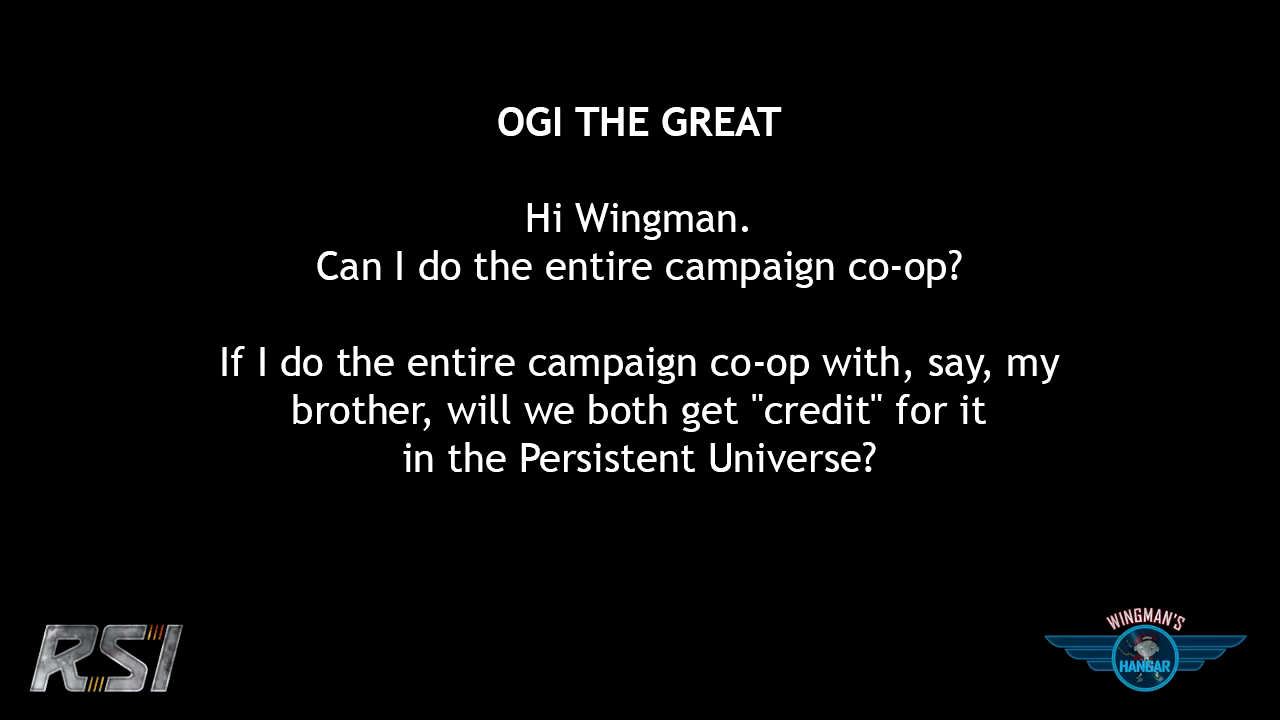 OGI THE GREAT
Hi Wingman.
Can I do the entire campaign co-op?
If I do the entire campaign co-op with, say, my
brother, will we both get "credit" for it
in the Persistent Universe?
RSI
WINGMAN'S
HANGAR